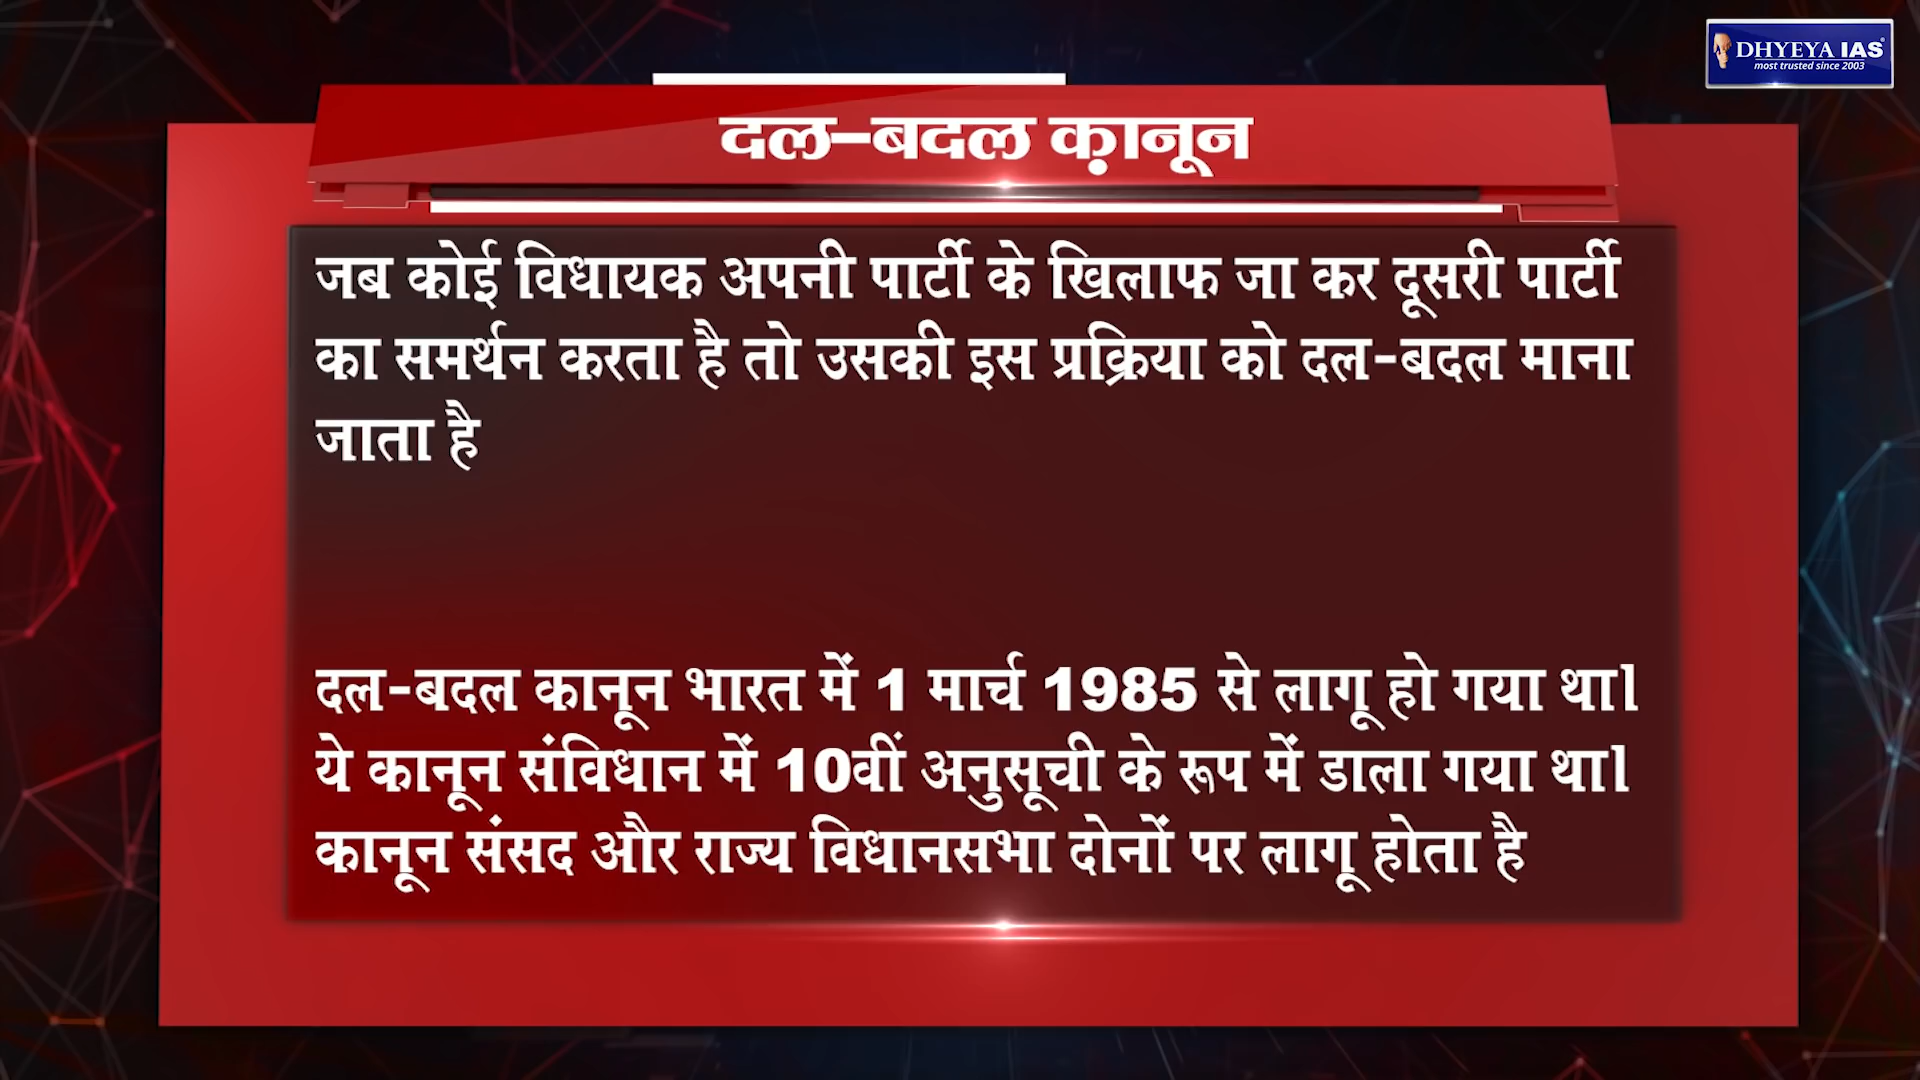 DHYEYA IAS®
most trusted since 2003
दल-बदल क़ानून
जब कोई विधायक अपनी पार्टी के खिलाफ जा कर दूसरी पार्टी
का समर्थन करता है तो उसकी इस प्रक्रिया को दल-बदल माना
जाता है
दल-बदल कानून भारत में 1 मार्च 1985 से लागू हो गया था।
ये कानून संविधान में 10वीं अनुसूची के रूप में डाला गया था।
कानून संसद और राज्य विधानसभा दोनों पर लागू होता है